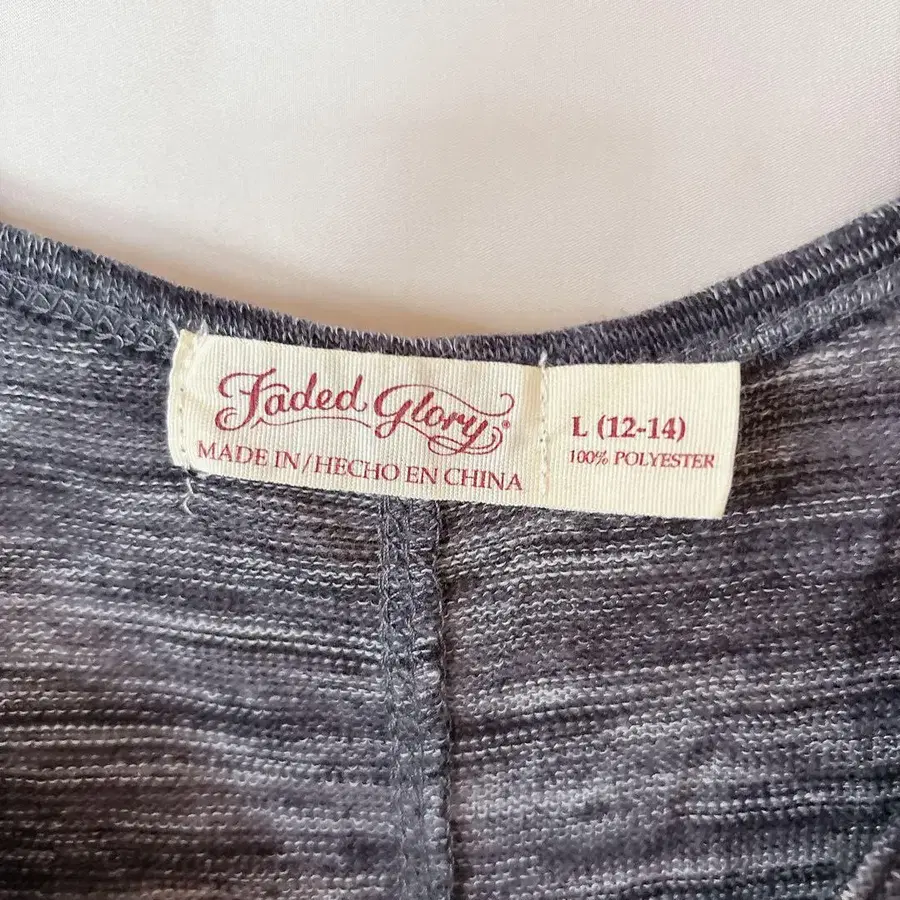 Faded Glory®
MADE IN/HECHO EN CHINA
L (12-14)
100% POLYESTER